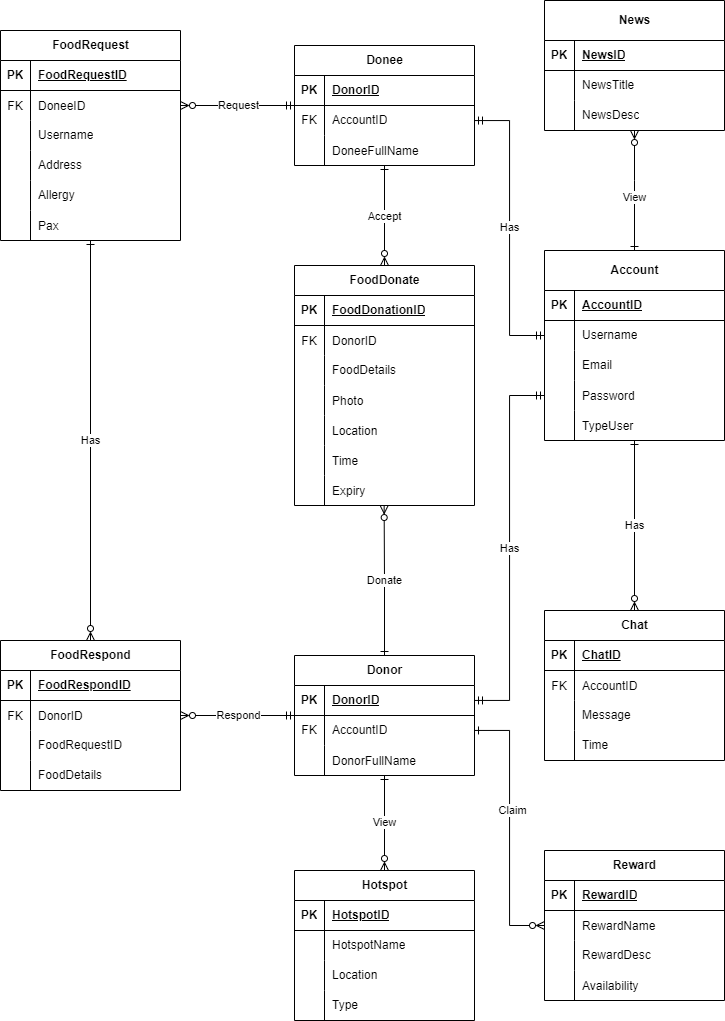 FoodRequest
PK FoodRequestID
FK DoneeID
Username
Address
Allergy
Pax
Request
Donee
PK DonorID
FK AccountID
DoneeFullName
News
PK NewsID
NewsTitle
NewsDesc
View
Accept
Has
FoodDonate
PK FoodDonationID
FK DonorID
FoodDetails
Photo
Location
Time
Expiry
Account
PK AccountID
Username
Email
Password
TypeUser
Has
Has
Has
Donate
FoodRespond
PK FoodRespondID
FK DonorID
FoodRequestID
FoodDetails
Respond
Donor
PK DonorID
FK AccountID
DonorFullName
Chat
PK ChatID
FK AccountID
Message
Time
View
Claim
Hotspot
PK HotspotID
HotspotName
Location
Type
Reward
PK RewardID
RewardName
RewardDesc
Availability